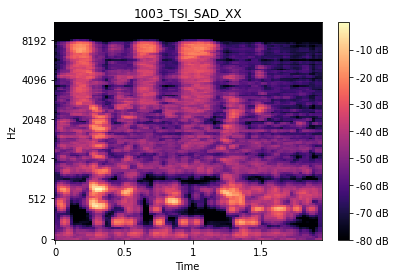 1003_TSI_SAD_XX
8192
4096
2048
1024
512
0
Hz
0
0.5
1
1.5
Time
-10 dB
-20 dB
-30 dB
-40 dB
-50 dB
-60 dB
-70 dB
-80 dB